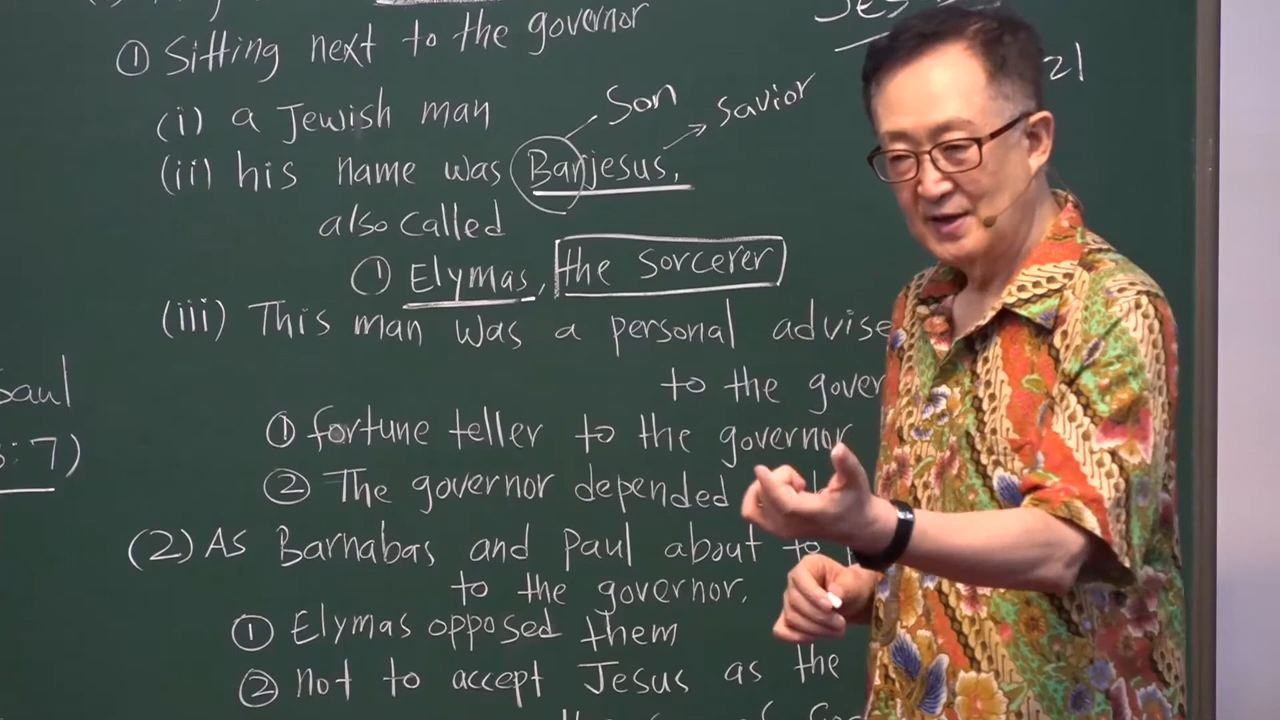 ① Sitting next to the governor
21
(i) a Jewish man
Son
savior
(ii) his name was Barjesus,
also called
① Elymas, the sorcerer
(iii) This man was a personal advise
Saul
to the gover
① fortune teller to the governor
:7)
② The governor depended
(2) As Barnabas and Paul about to
to the governor.
① Elymas opposed them
② not to accept Jesus as the